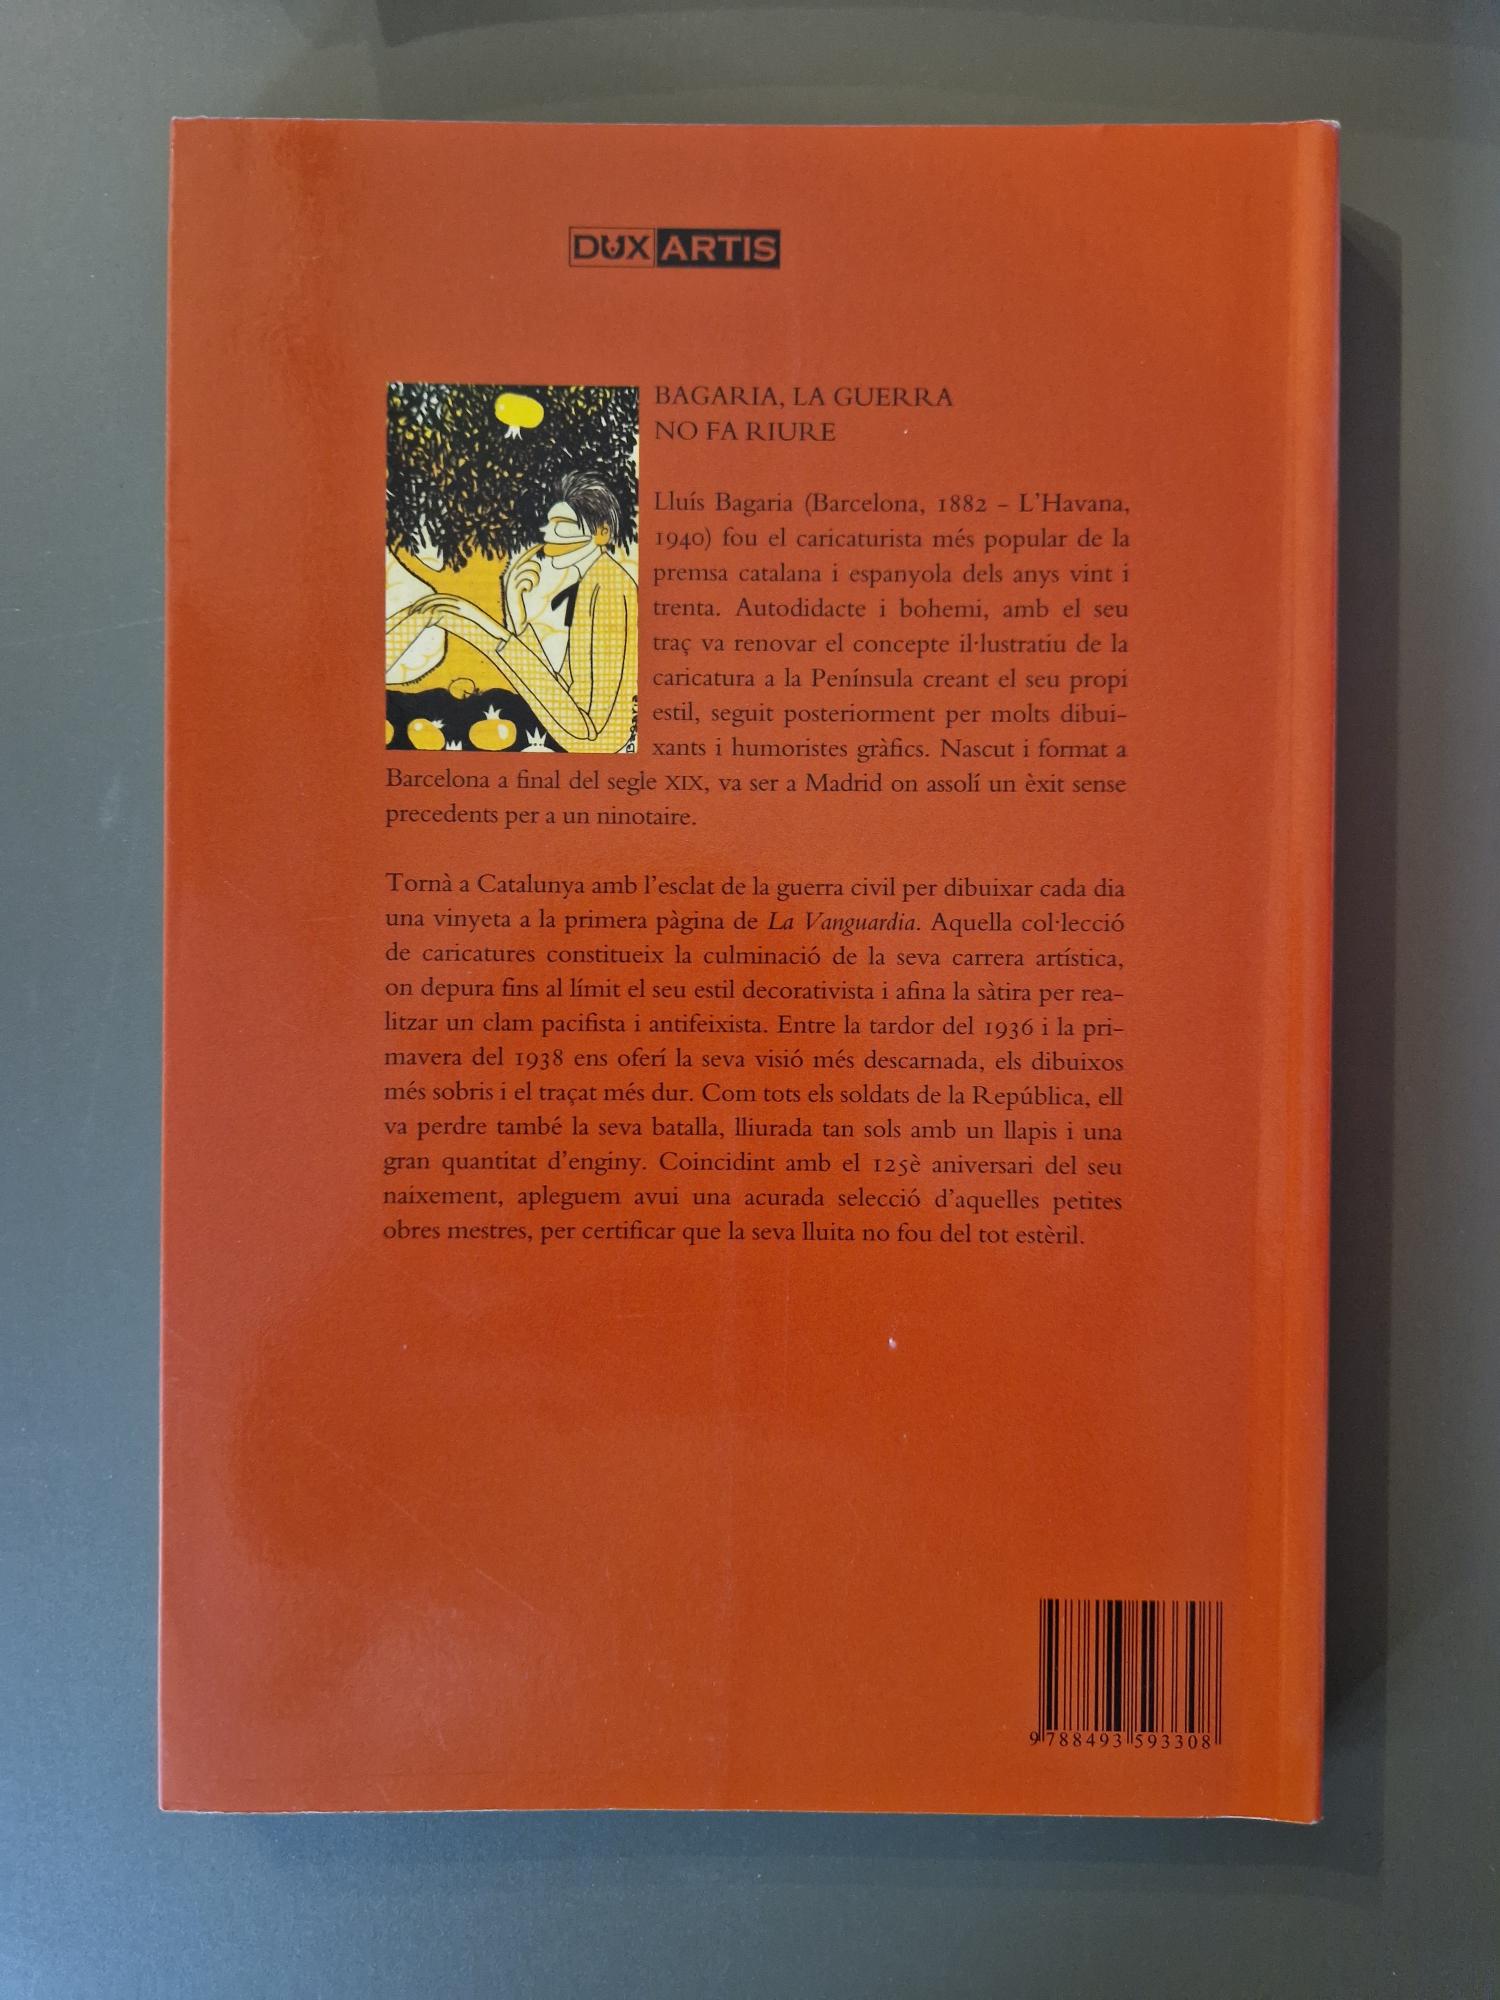 DUX ARTIS
BAGARIA, LA GUERRA
NO FA RIURE
Lluís Bagaria (Barcelona, 1882 – L'Havana,
1940) fou el caricaturista més popular de la
premsa catalana i espanyola dels anys vint i
trenta. Autodidacte i bohemi, amb el seu
traç va renovar el concepte il·lustratiu de la
caricatura a la Península creant el seu propi
estil, seguit posteriorment per molts dibui-
xants i humoristes gràfics. Nascut i format a
Barcelona a final del segle XIX, va ser a Madrid on assolí un èxit sense
precedents per a un ninotaire.
Bagaria
Tornà a Catalunya amb l'esclat de la guerra civil per dibuixar cada dia
una vinyeta a la primera pàgina de La Vanguardia. Aquella col·lecció
de caricatures constitueix la culminació de la seva carrera artística,
on depura fins al límit el seu estil decorativista i afina la sàtira per rea-
litzar un clam pacifista i antifeixista. Entre la tardor del 1936 i la pri-
mavera del 1938 ens oferí la seva visió més descarnada, els dibuixos
més sobris i el traçat més dur. Com tots els soldats de la República, ell
va perdre també la seva batalla, lliurada tan sols amb un llapis i una
gran quantitat d'enginy. Coincidint amb el 125è aniversari del seu
naixement, apleguem avui una acurada selecció d'aquelles petites
obres mestres, per certificar que la seva lluita no fou del tot estèril.
9 788493 593308